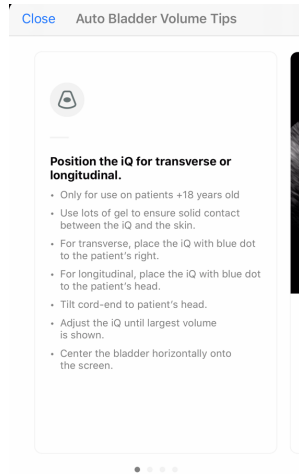 Close Auto Bladder Volume Tips
Position the iQ for transverse or
longitudinal.
• Only for use on patients +18 years old
• Use lots of gel to ensure solid contact
between the iQ and the skin.
• For transverse, place the iQ with blue dot
to the patient's right.
• For longitudinal, place the iQ with blue dot
to the patient's head.
• Tilt cord-end to patient's head.
• Adjust the iQ until largest volume
is shown.
• Center the bladder horizontally onto
the screen.